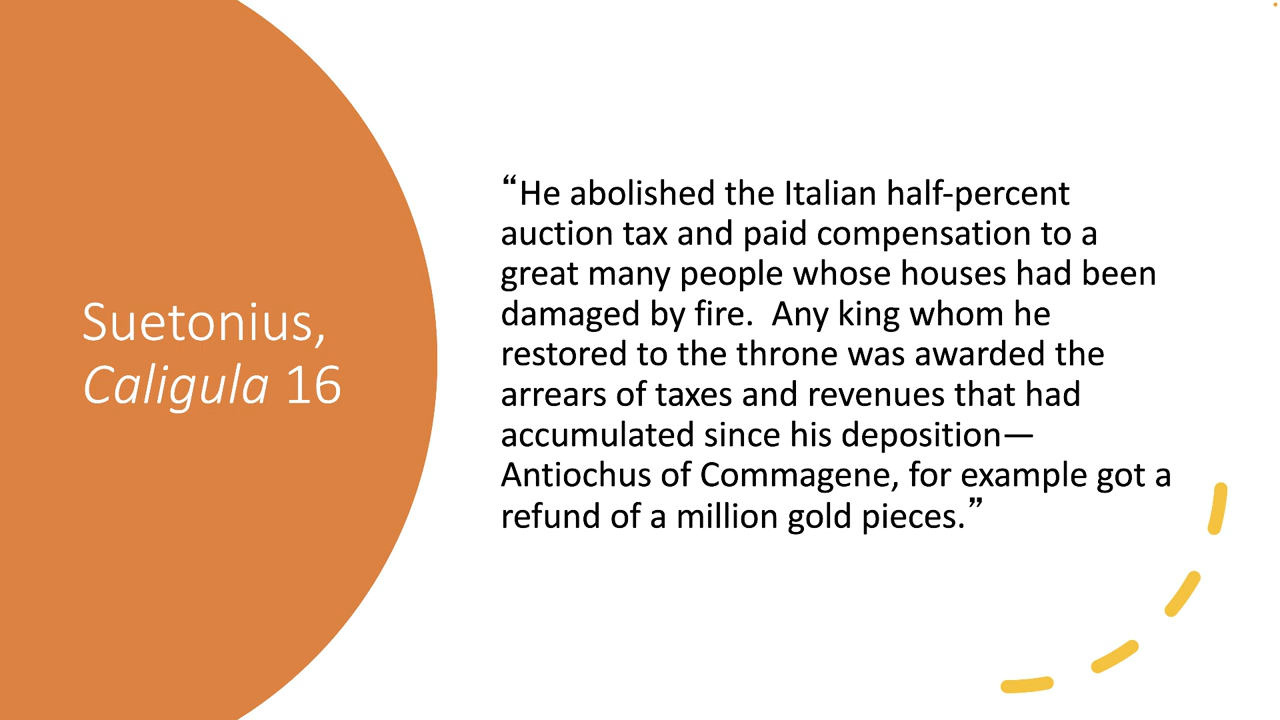 Suetonius,
Caligula 16
“He abolished the Italian half-percent
auction tax and paid compensation to a
great many people whose houses had been
damaged by fire.  Any king whom he
restored to the throne was awarded the
arrears of taxes and revenues that had
accumulated since his deposition—
Antiochus of Commagene, for example got a
refund of a million gold pieces.”